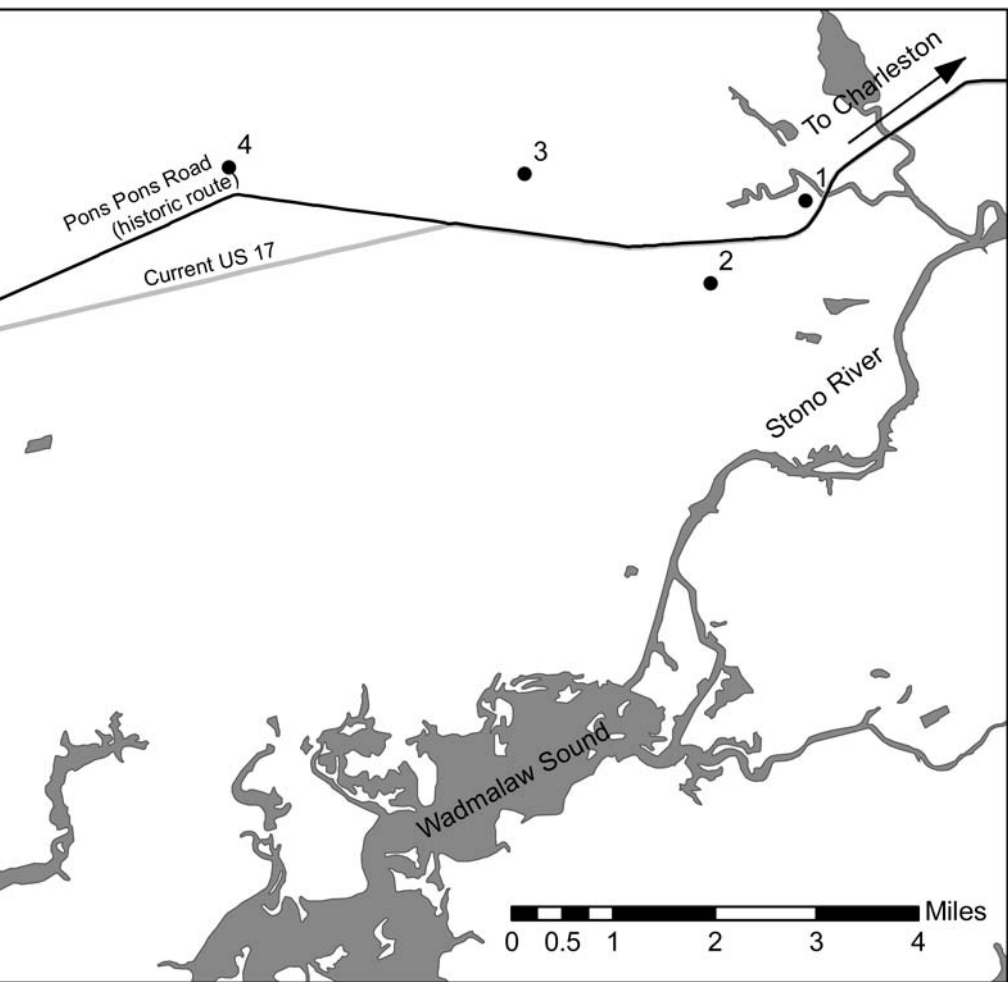 To Charleston
4
3
1
Pons Pons Road
(historic route)
Current US 17
2
Stono River
Wadmalaw Sound
Miles
0 0.5 1 2 3 4